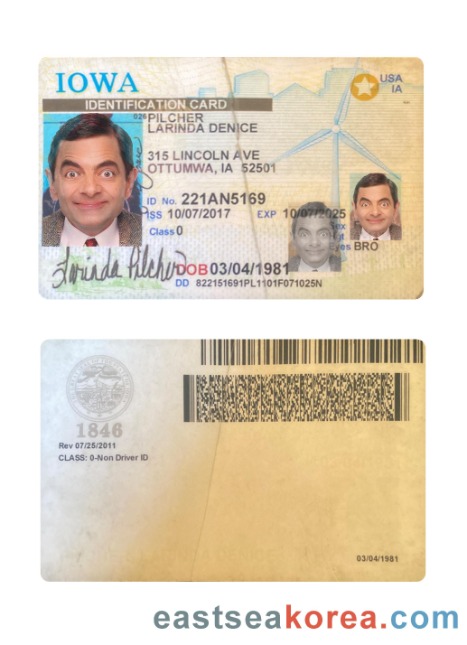 IOWA
USA
IA
IDENTIFICATION CARD
PILCHER
LARINDA DENICE
315 LINCOLN AVE
OTTUMWA, IA 52501
ID No. 221AN5169
ISS 10/07/2017 EXP 10/07/2025
Class 0
Eyes BRO
Larinda Pilcher
DOB 03/04/1981
DD 822151691PL1101F071025N
1846
Rev 07/25/2011
CLASS: 0-Non Driver ID
03/04/1981
eastseakorea.com